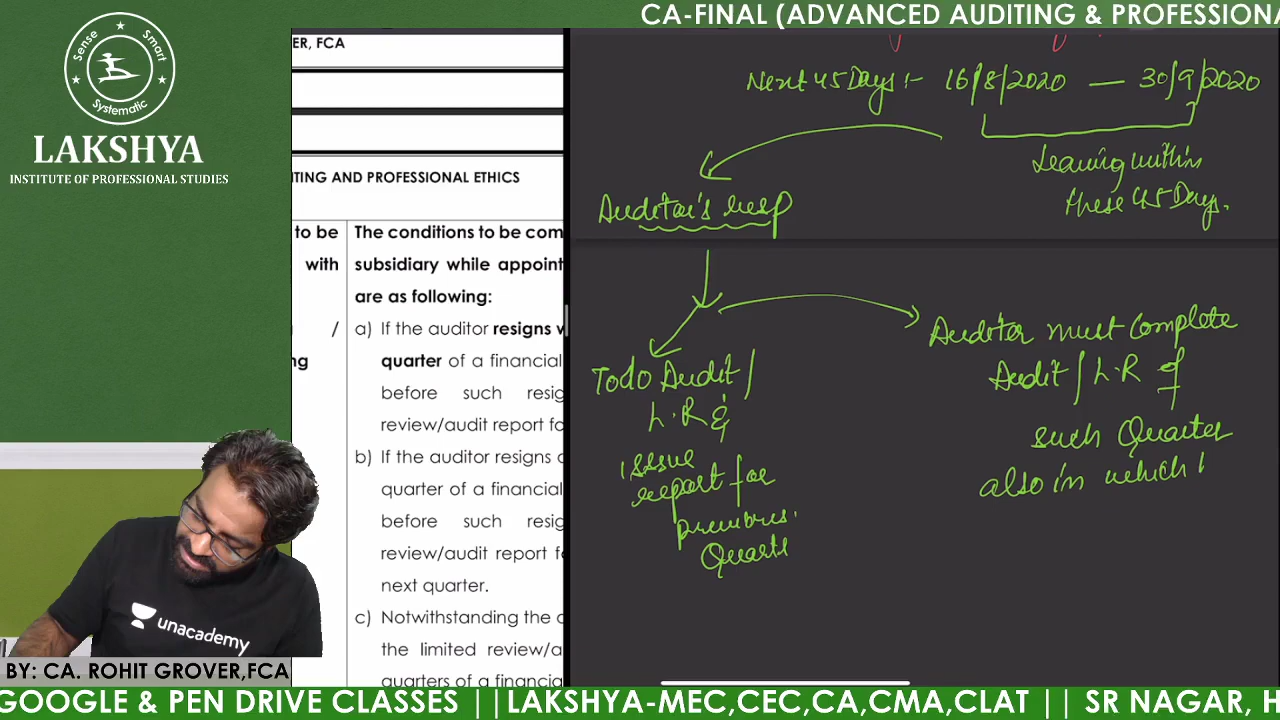 CA-FINAL (ADVANCED AUDITING & PROFESSIONA
Sense
Smart
Systematic
LAKSHYA
INSTITUTE OF PROFESSIONAL STUDIES
ER, FCA
TING AND PROFESSIONAL ETHICS
to be
with
/
ng
The conditions to be com
subsidiary while appoint
are as following:
a) If the auditor resigns w
quarter of a financial
before such resig
review/audit report fo
b) If the auditor resigns a
quarter of a financial
before such resig
review/audit report fo
next quarter.
c) Notwithstanding the a
the limited review/a
quarters of a financia
Next 45 Days :- 16/8/2020 — 30/9/2020
Leaving within
these 45 Days.
Auditor's resp
To do Audit /
L.R &
issue
report for
previous.
Quarte
Auditor must complete
Audit / L.R of
such Quarter
also in which
unacademy
BY: CA. ROHIT GROVER,FCA
GOOGLE & PEN DRIVE CLASSES ||LAKSHYA-MEC,CEC,CA,CMA,CLAT || SR NAGAR, H